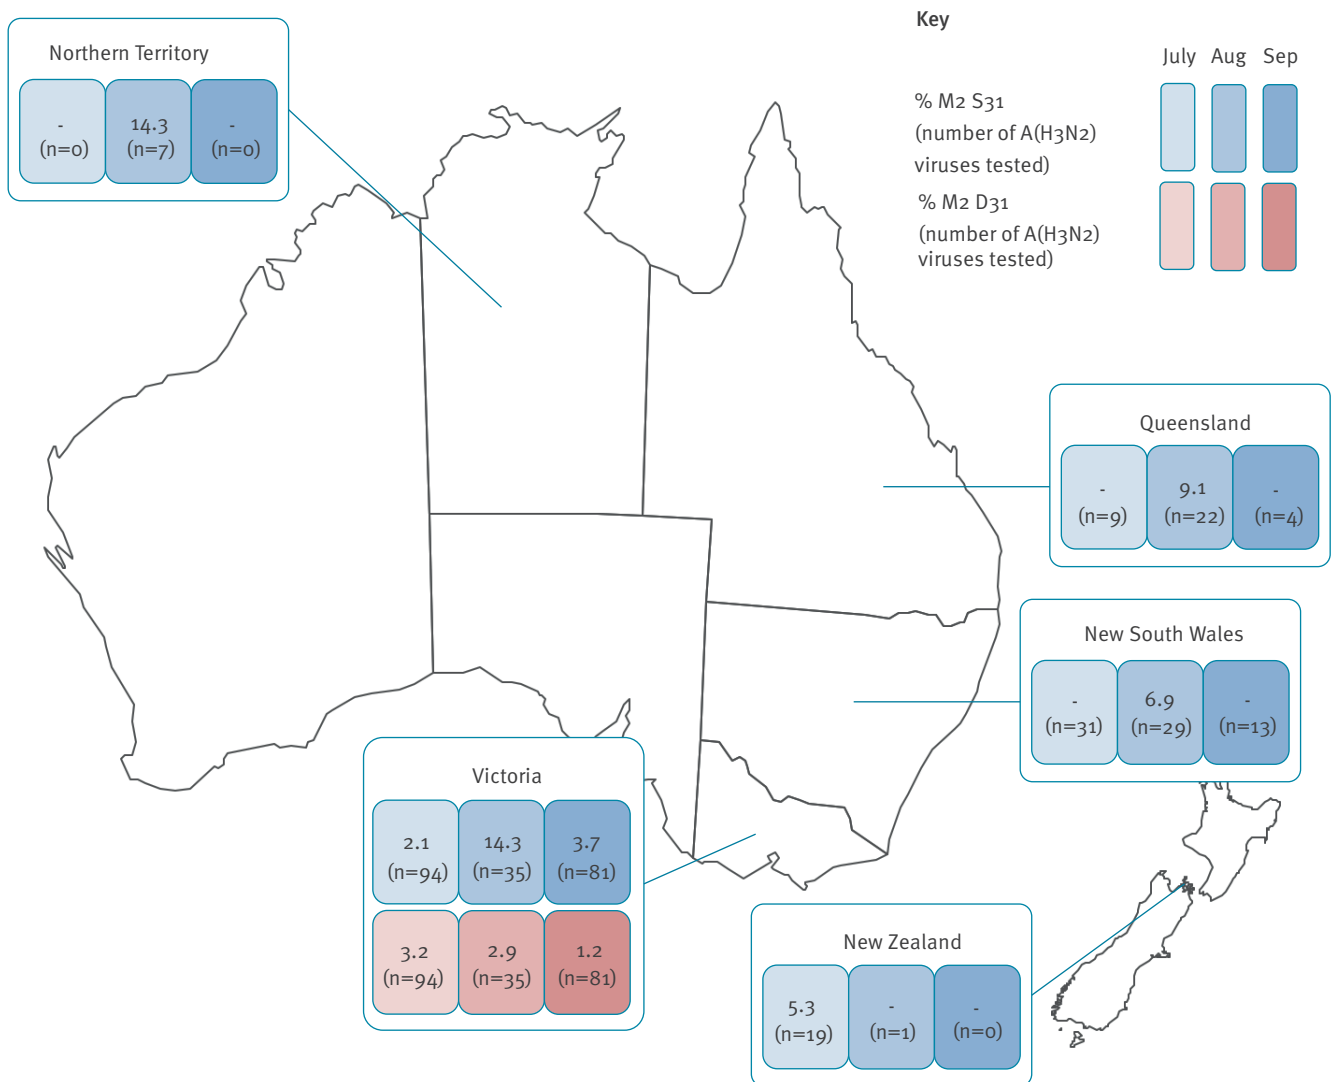 Key
July Aug Sep
% M2 S31
(number of A(H3N2)
viruses tested)
% M2 D31
(number of A(H3N2)
viruses tested)
Northern Territory
- 14.3 -
(n=0) (n=7) (n=0)
Queensland
- 9.1 -
(n=9) (n=22) (n=4)
New South Wales
- 6.9 -
(n=31) (n=29) (n=13)
Victoria
2.1 14.3 3.7
(n=94) (n=35) (n=81)
3.2 2.9 1.2
(n=94) (n=35) (n=81)
New Zealand
5.3 - -
(n=19) (n=1) (n=0)